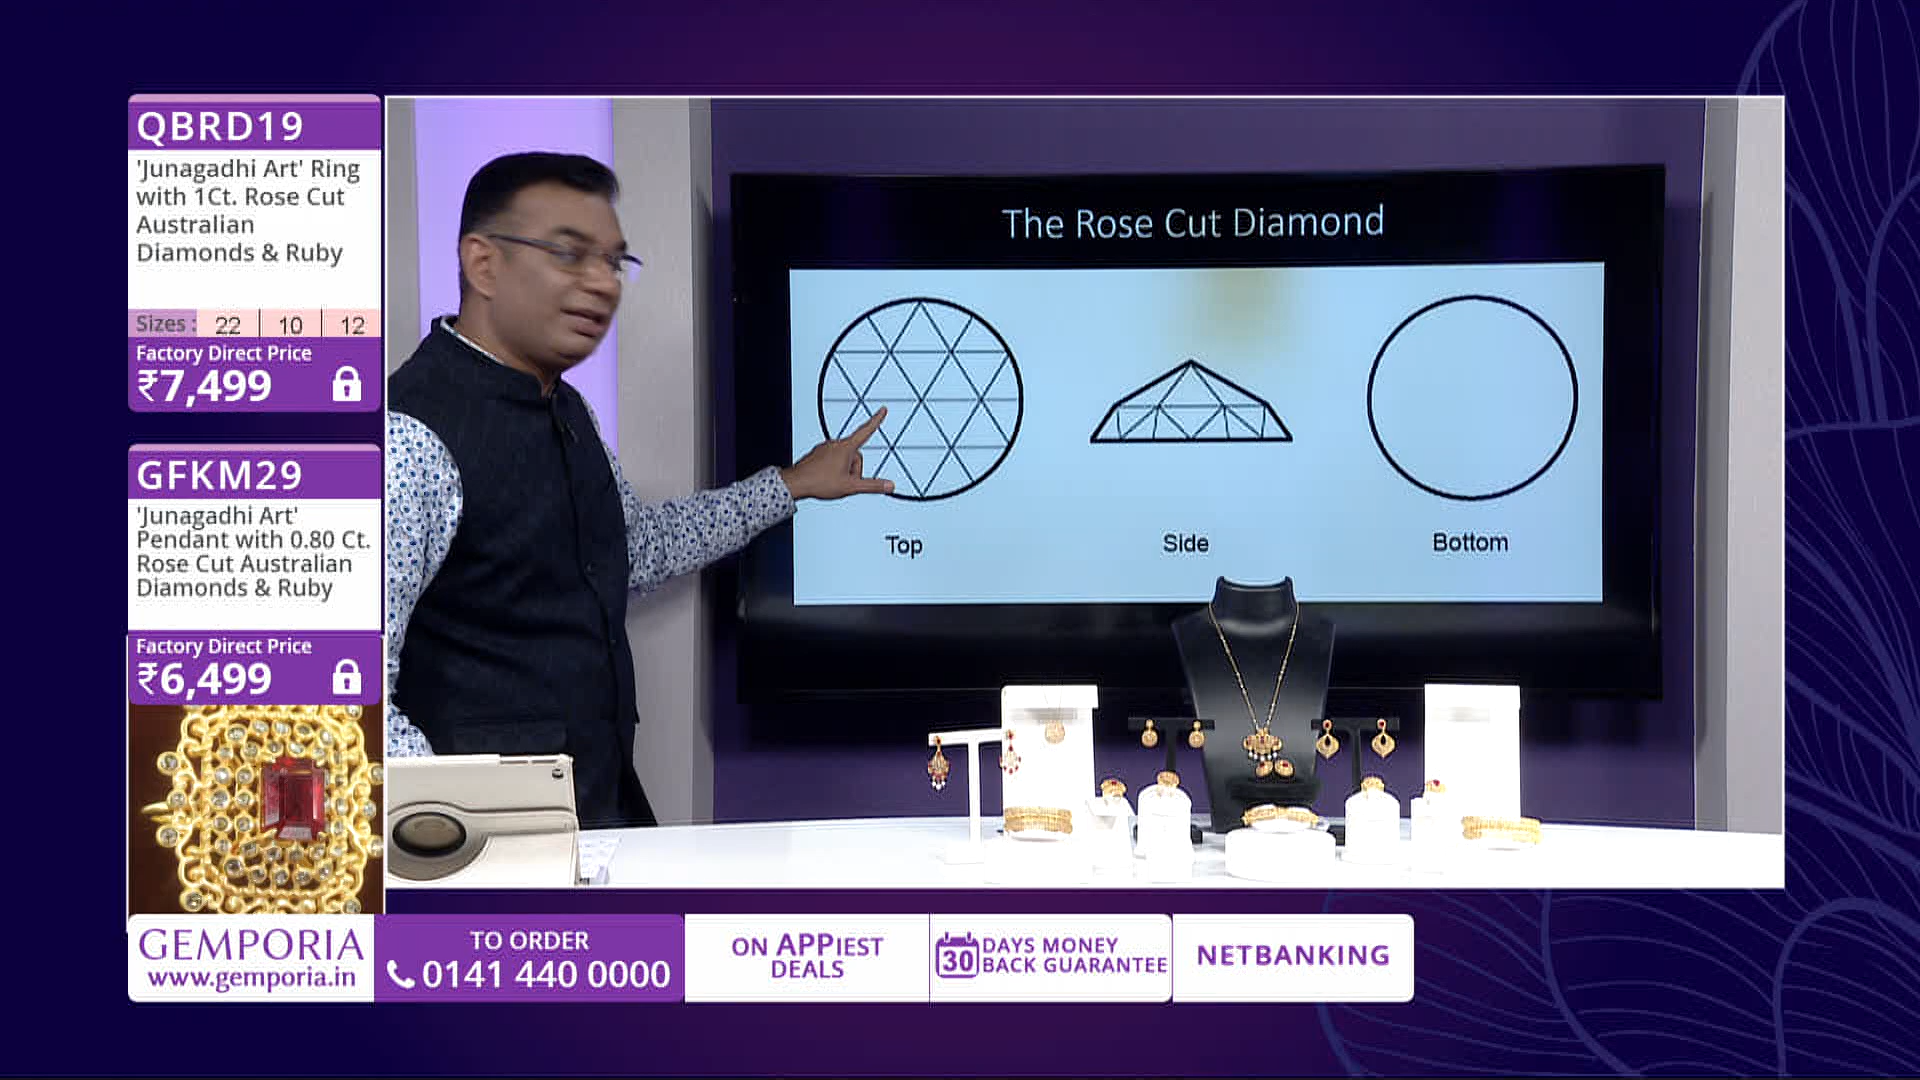 QBRD19
'Junagadhi Art' Ring
with 1Ct. Rose Cut
Australian
Diamonds & Ruby
Sizes : 22 10 12
Factory Direct Price
₹7,499
GFKM29
'Junagadhi Art'
Pendant with 0.80 Ct.
Rose Cut Australian
Diamonds & Ruby
Factory Direct Price
₹6,499
The Rose Cut Diamond
Top Side Bottom
GEMPORIA
www.gemporia.in
TO ORDER
0141 440 0000
ON APPIEST
DEALS
30 DAYS MONEY
BACK GUARANTEE
NETBANKING